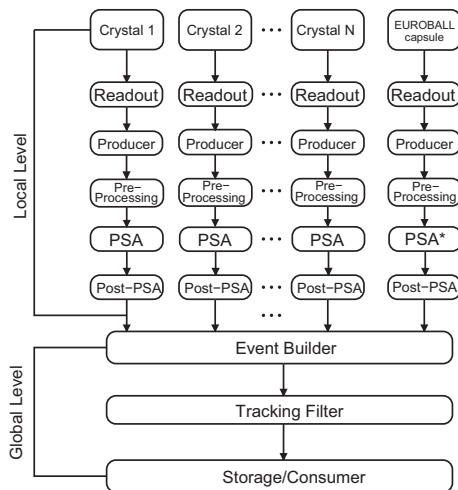 Crystal 1 Crystal 2 ... Crystal N EUROBALL
capsule
Readout Readout ... Readout Readout
Producer Producer ... Producer Producer
Pre− Pre− ... Pre− Pre−
Processing Processing Processing Processing
PSA PSA ... PSA PSA*
Post−PSA Post−PSA ... Post−PSA Post−PSA
...
Local Level
Event Builder
Tracking Filter
Storage/Consumer
Global Level